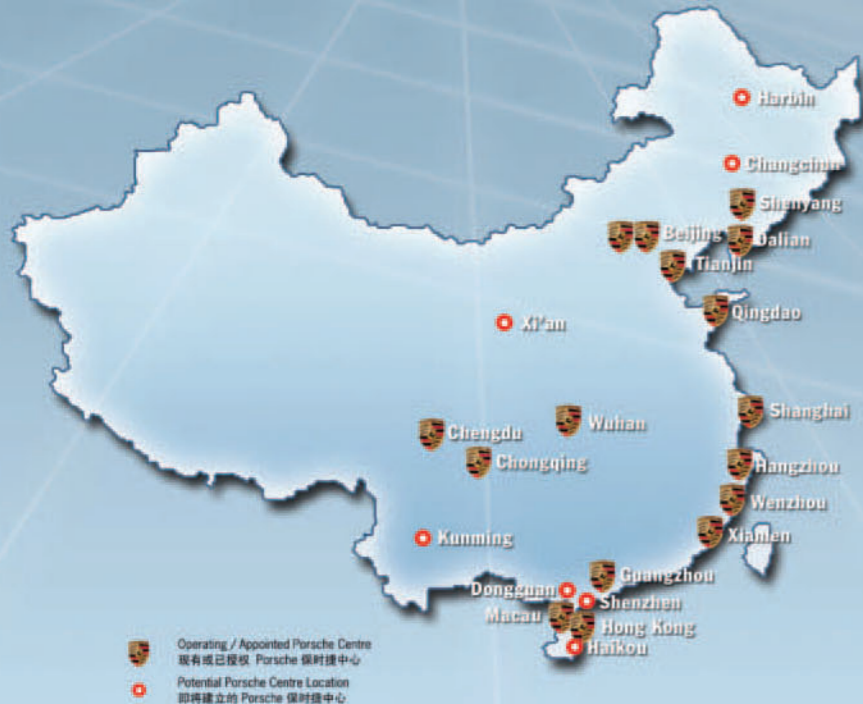 Harbin
Changchun
Shenyang
Beijing
Dalian
Tianjin
Qingdao
Xi'an
Shanghai
Wuhan
Chengdu
Chongqing
Hangzhou
Wenzhou
Xiamen
Kunming
Guangzhou
Dongguan
Shenzhen
Macau
Hong Kong
Haikou
Operating / Appointed Porsche Centre
现有或已授权 Porsche 保时捷中心
Potential Porsche Centre Location
即将建立的 Porsche 保时捷中心